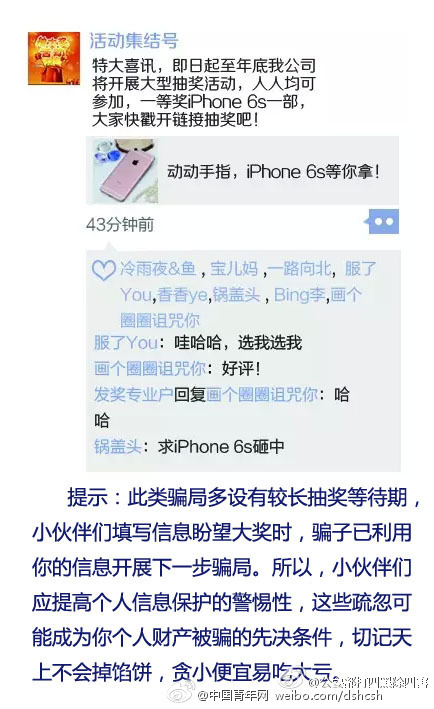 活动集结号
特大喜讯，即日起至年底我公司
将开展大型抽奖活动，人人均可
参加，一等奖iPhone 6s一部，
大家快戳开链接抽奖吧！
动动手指，iPhone 6s等你拿！
43分钟前
冷雨夜&鱼，宝儿妈，一路向北，服了
You,香香ye,锅盖头，Bing李,画个
圈圈诅咒你
服了You：哇哈哈，选我选我
画个圈圈诅咒你：好评！
发奖专业户回复画个圈圈诅咒你：哈
哈
锅盖头：求iPhone 6s砸中
提示：此类骗局多设有较长抽奖等待期，
小伙伴们填写信息盼望大奖时，骗子已利用
你的信息开展下一步骗局。所以，小伙伴们
应提高个人信息保护的警惕性，这些疏忽可
能成为你个人财产被骗的先决条件，切记天
上不会掉馅饼，贪小便宜易吃大亏。
@中国青年网 weibo.com/dshcsh